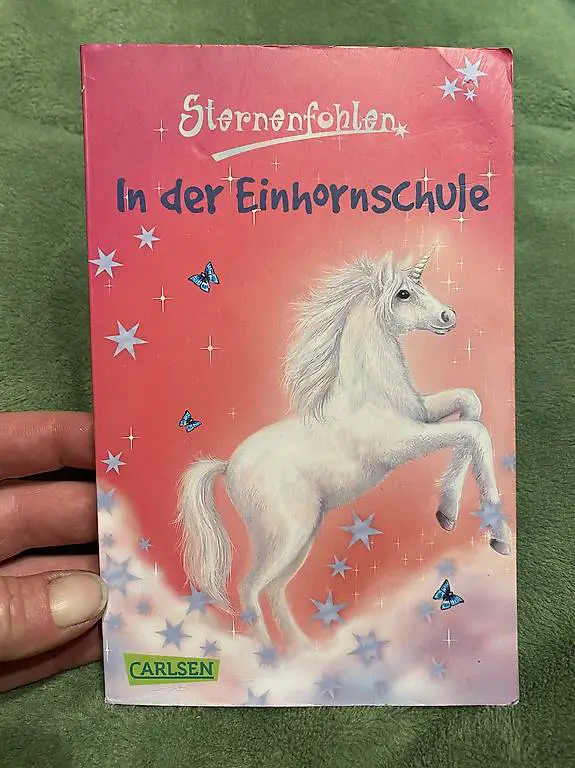 Sternenfohlen
In der Einhornschule
CARLSEN